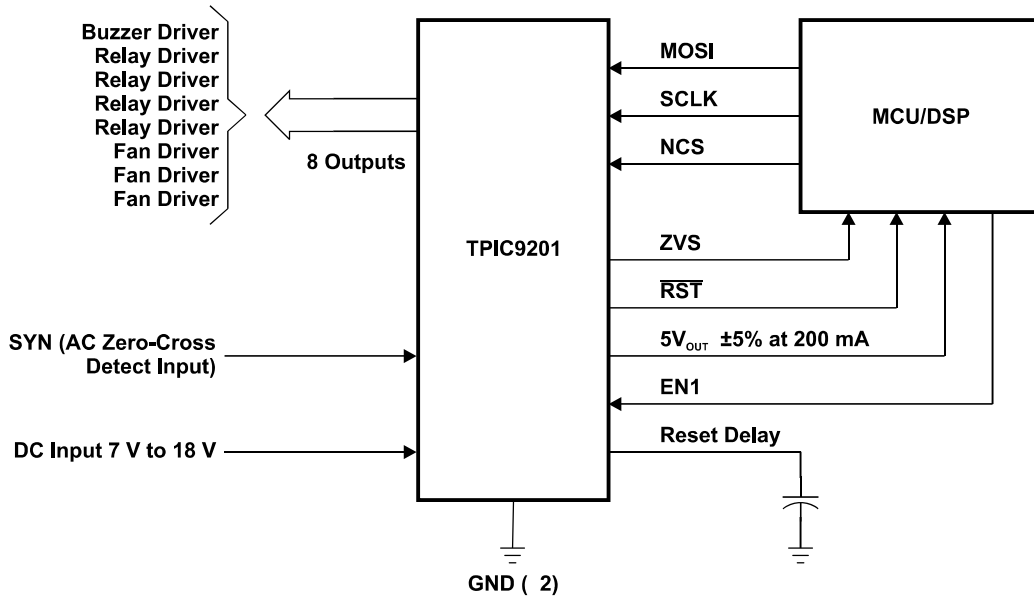 Buzzer Driver
Relay Driver
Relay Driver
Relay Driver
Relay Driver
Fan Driver
Fan Driver
Fan Driver
8 Outputs
SYN (AC Zero-Cross
Detect Input)
DC Input 7 V to 18 V
TPIC9201
GND ( 2)
MOSI
SCLK
NCS
MCU/DSP
ZVS
R̅S̅T̅
5VOUT ±5% at 200 mA
EN1
Reset Delay